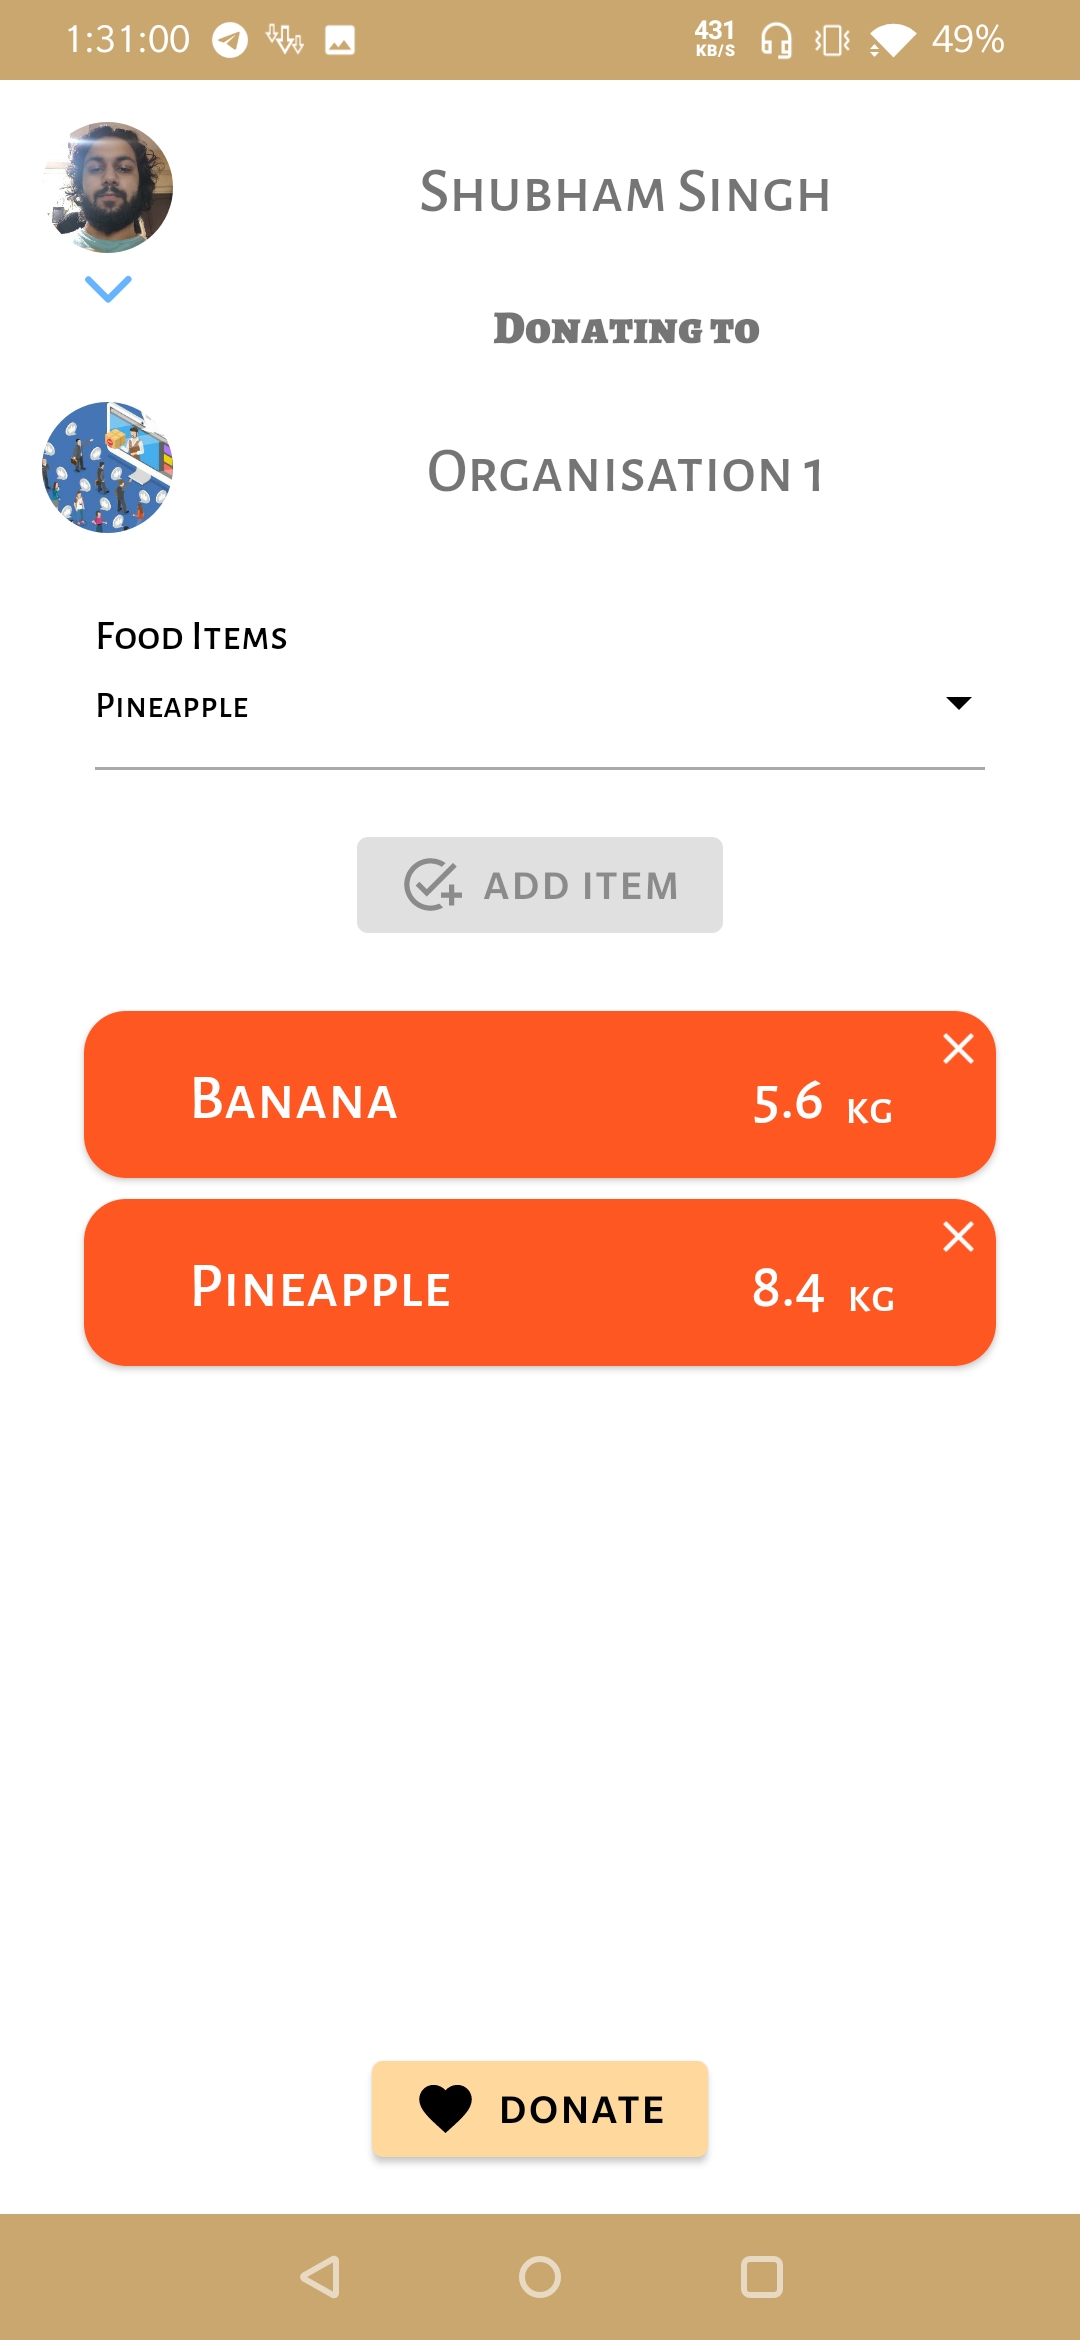 1:31:00 431 KB/S 49%
Shubham Singh
Donating to
Organisation 1
Food Items
Pineapple
ADD ITEM
Banana 5.6 KG
Pineapple 8.4 KG
DONATE